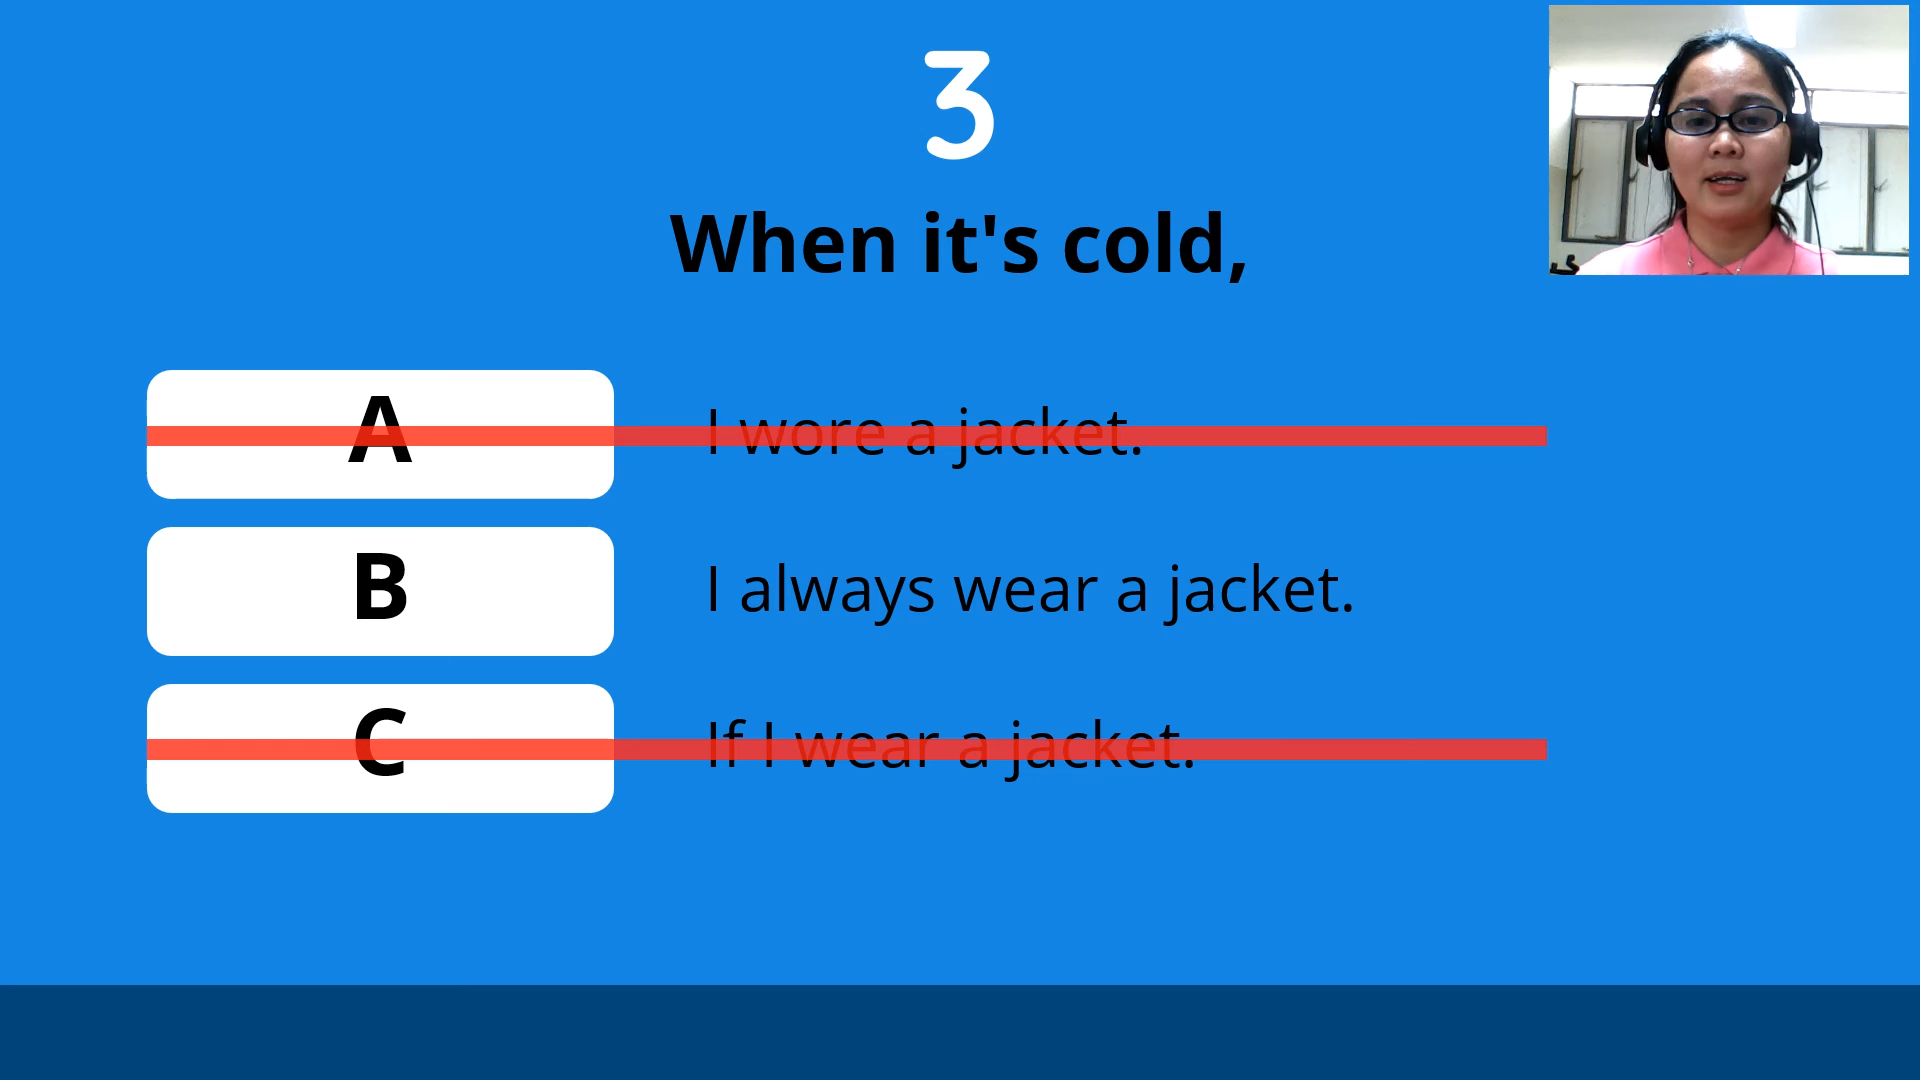 3
When it's cold,
A
I wore a jacket.
B
I always wear a jacket.
C
If I wear a jacket.